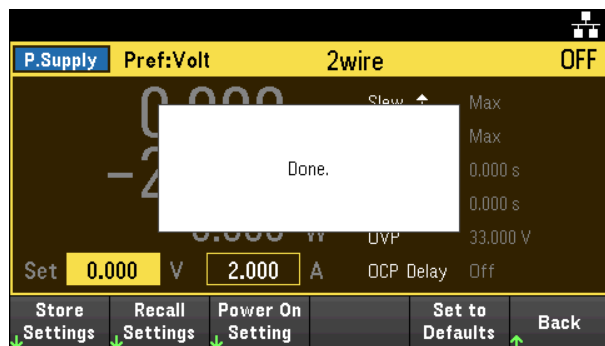 P.Supply Pref:Volt 2wire OFF
Slew Max
Max
Done.
0.000 s
0.000 s
W OVP 33.000 V
Set 0.000 V 2.000 A OCP Delay Off
Store Settings
Recall Settings
Power On Setting
Set to Defaults
Back